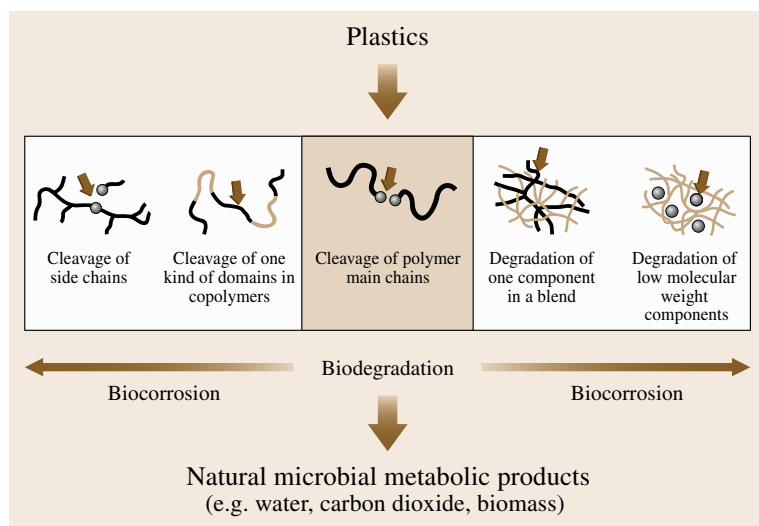 Plastics
Cleavage of
side chains
Cleavage of one
kind of domains in
copolymers
Cleavage of polymer
main chains
Degradation of
one component
in a blend
Degradation of
low molecular
weight
components
Biodegradation
Biocorrosion
Biocorrosion
Natural microbial metabolic products
(e.g. water, carbon dioxide, biomass)